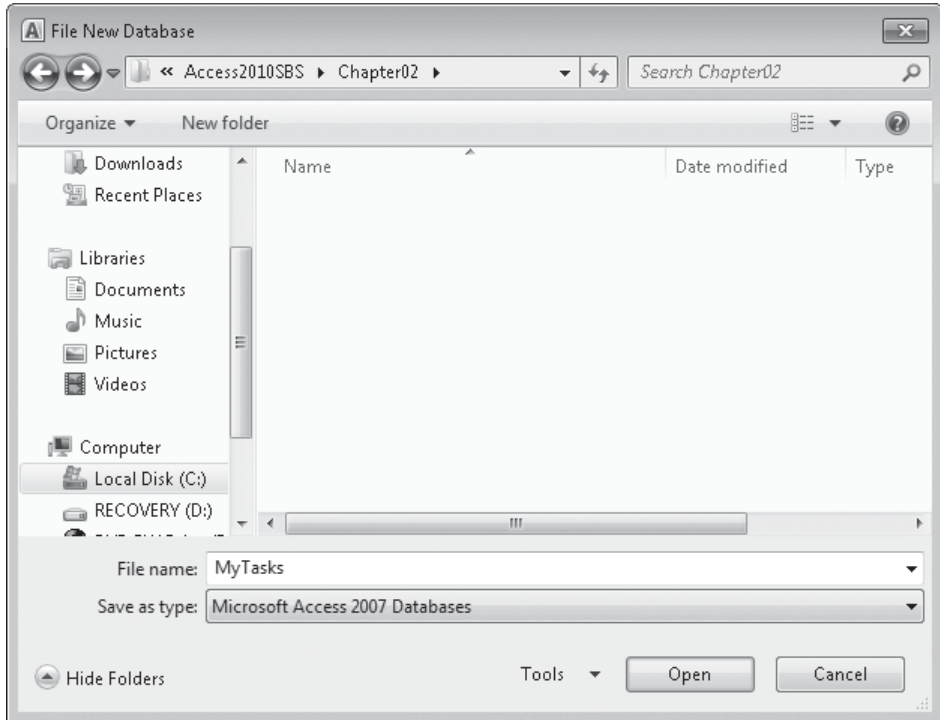 File New Database
« Access2010SBS Chapter02
Search Chapter02
Organize New folder
Downloads
Recent Places
Libraries
Documents
Music
Pictures
Videos
Computer
Local Disk (C:)
RECOVERY (D:)
Name Date modified Type
File name: MyTasks
Save as type: Microsoft Access 2007 Databases
Hide Folders Tools Open Cancel